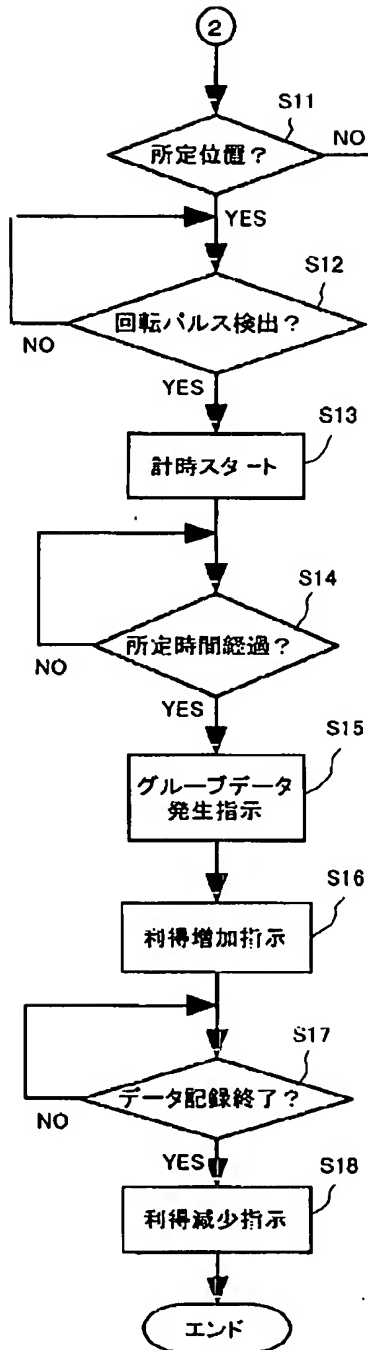 2
S11
所定位置?
NO
YES
S12
回転パルス検出?
NO
YES
S13
計時スタート
S14
所定時間経過?
NO
YES
S15
グループデータ
発生指示
S16
利得増加指示
S17
データ記録終了?
NO
YES
S18
利得減少指示
エンド